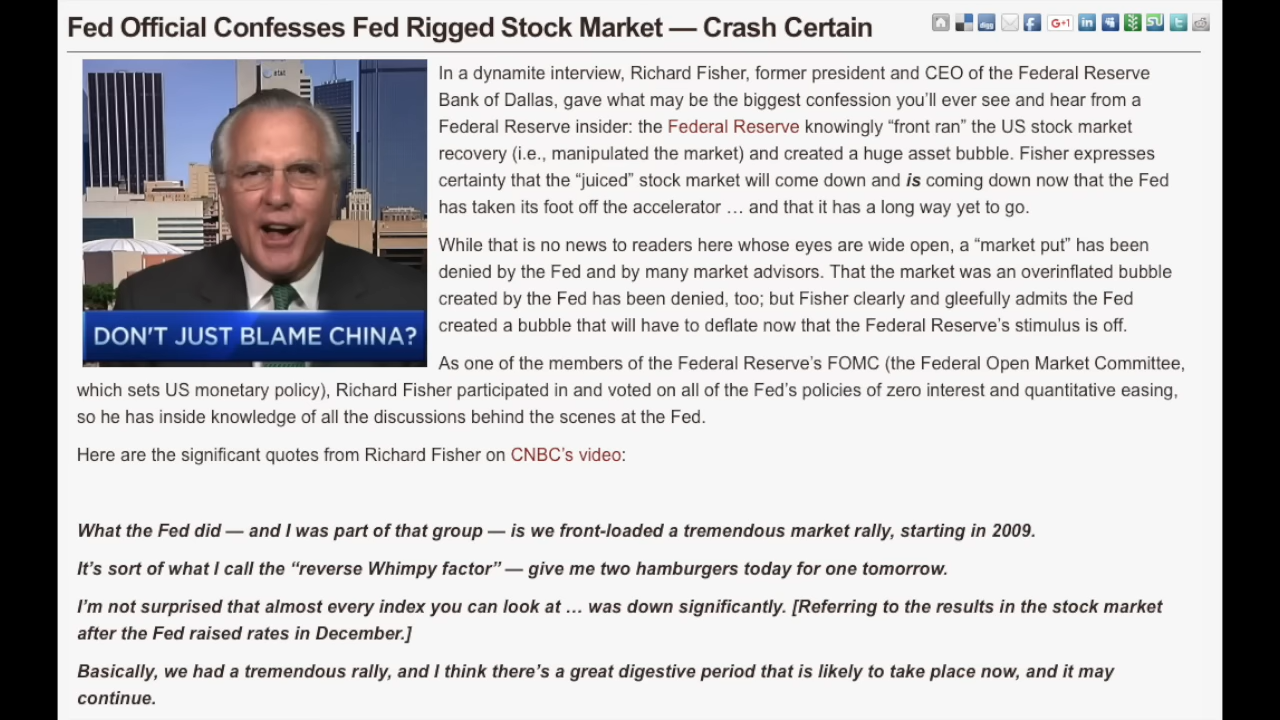 Fed Official Confesses Fed Rigged Stock Market — Crash Certain
digg
G+1
at&t
DON'T JUST BLAME CHINA?
In a dynamite interview, Richard Fisher, former president and CEO of the Federal Reserve
Bank of Dallas, gave what may be the biggest confession you’ll ever see and hear from a
Federal Reserve insider: the Federal Reserve knowingly “front ran” the US stock market
recovery (i.e., manipulated the market) and created a huge asset bubble. Fisher expresses
certainty that the “juiced” stock market will come down and is coming down now that the Fed
has taken its foot off the accelerator … and that it has a long way yet to go.
While that is no news to readers here whose eyes are wide open, a “market put” has been
denied by the Fed and by many market advisors. That the market was an overinflated bubble
created by the Fed has been denied, too; but Fisher clearly and gleefully admits the Fed
created a bubble that will have to deflate now that the Federal Reserve’s stimulus is off.
As one of the members of the Federal Reserve’s FOMC (the Federal Open Market Committee,
which sets US monetary policy), Richard Fisher participated in and voted on all of the Fed’s policies of zero interest and quantitative easing,
so he has inside knowledge of all the discussions behind the scenes at the Fed.
Here are the significant quotes from Richard Fisher on CNBC’s video:
What the Fed did — and I was part of that group — is we front-loaded a tremendous market rally, starting in 2009.
It’s sort of what I call the “reverse Whimpy factor” — give me two hamburgers today for one tomorrow.
I’m not surprised that almost every index you can look at … was down significantly. [Referring to the results in the stock market
after the Fed raised rates in December.]
Basically, we had a tremendous rally, and I think there’s a great digestive period that is likely to take place now, and it may
continue.